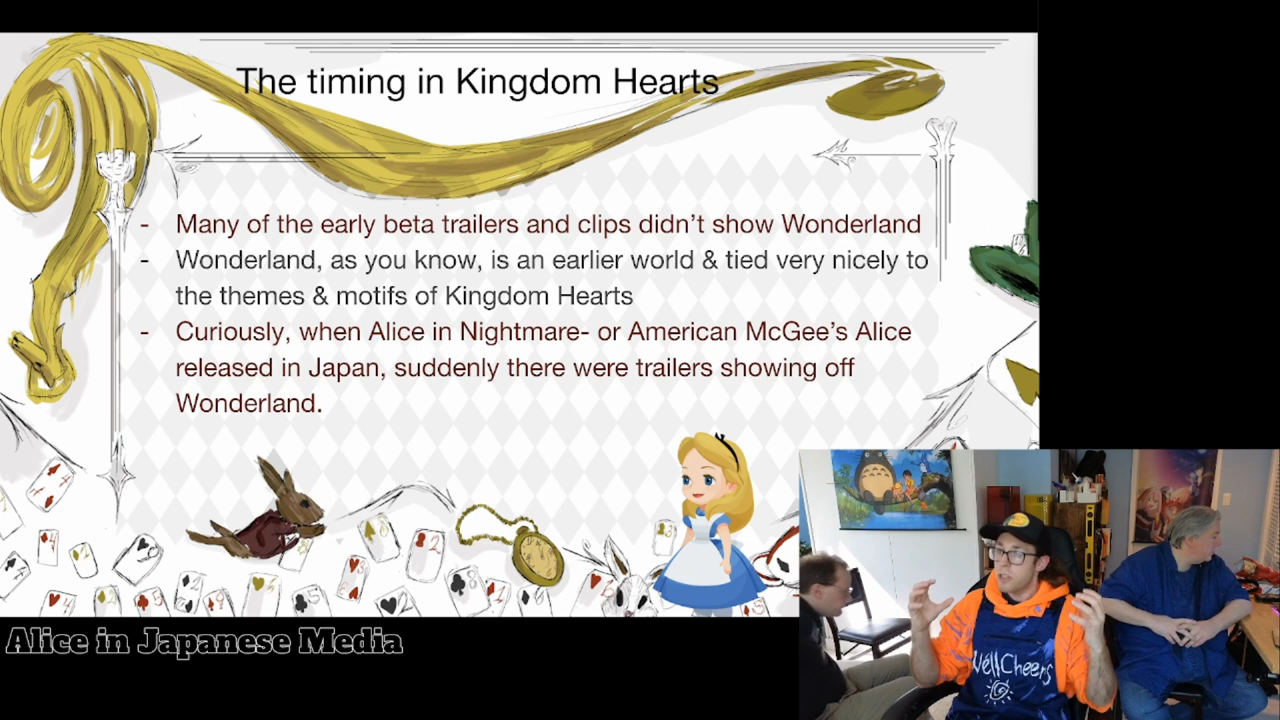 The timing in Kingdom Hearts
- Many of the early beta trailers and clips didn't show Wonderland
- Wonderland, as you know, is an earlier world & tied very nicely to
the themes & motifs of Kingdom Hearts
- Curiously, when Alice in Nightmare- or American McGee's Alice
released in Japan, suddenly there were trailers showing off
Wonderland.
Alice in Japanese Media
WellCheers